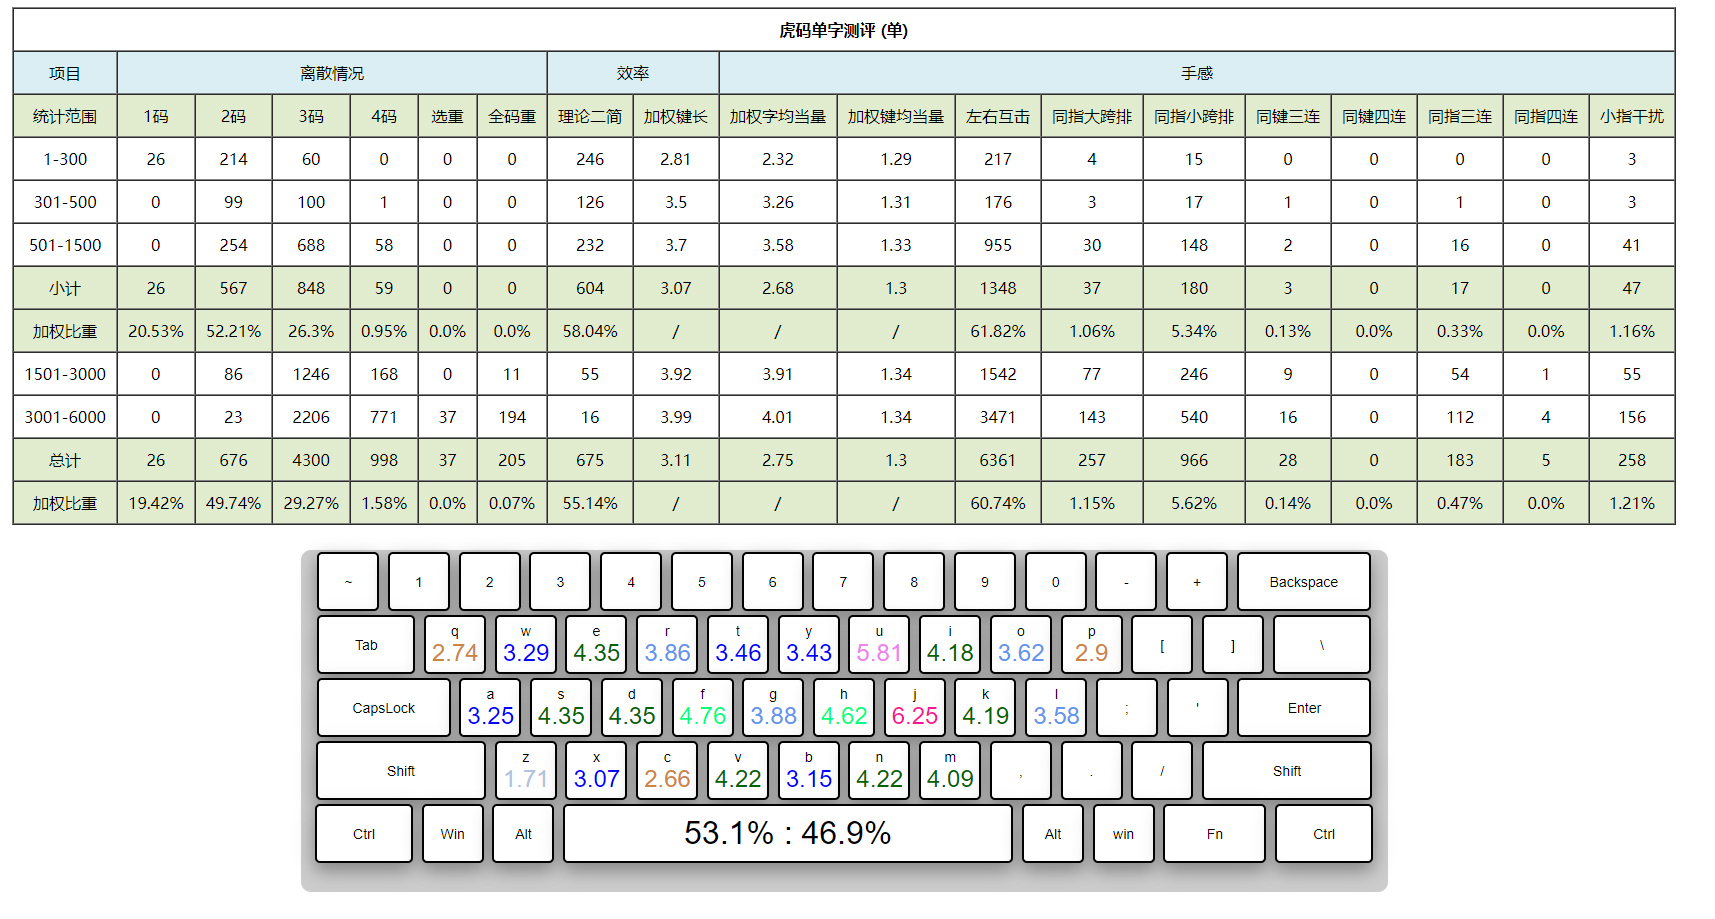 虎码单字测评 (单)
项目 离散情况 效率 手感
统计范围 1码 2码 3码 4码 选重 全码重 理论二简 加权键长 加权字均当量 加权键均当量 左右互击 同指大跨排 同指小跨排 同键三连 同键四连 同指三连 同指四连 小指干扰
1-300 26 214 60 0 0 0 246 2.81 2.32 1.29 217 4 15 0 0 0 0 3
301-500 0 99 100 1 0 0 126 3.5 3.26 1.31 176 3 17 1 0 1 0 3
501-1500 0 254 688 58 0 0 232 3.7 3.58 1.33 955 30 148 2 0 16 0 41
小计 26 567 848 59 0 0 604 3.07 2.68 1.3 1348 37 180 3 0 17 0 47
加权比重 20.53% 52.21% 26.3% 0.95% 0.0% 0.0% 58.04% / / / 61.82% 1.06% 5.34% 0.13% 0.0% 0.33% 0.0% 1.16%
1501-3000 0 86 1246 168 0 11 55 3.92 3.91 1.34 1542 77 246 9 0 54 1 55
3001-6000 0 23 2206 771 37 194 16 3.99 4.01 1.34 3471 143 540 16 0 112 4 156
总计 26 676 4300 998 37 205 675 3.11 2.75 1.3 6361 257 966 28 0 183 5 258
加权比重 19.42% 49.74% 29.27% 1.58% 0.0% 0.07% 55.14% / / / 60.74% 1.15% 5.62% 0.14% 0.0% 0.47% 0.0% 1.21%
~ 1 2 3 4 5 6 7 8 9 0 - + Backspace
Tab q w e r t y u i o p [ ] \
2.74 3.29 4.35 3.86 3.46 3.43 5.81 4.18 3.62 2.9
CapsLock a s d f g h j k l ; ' Enter
3.25 4.35 4.35 4.76 3.88 4.62 6.25 4.19 3.58
Shift z x c v b n m , . / Shift
1.71 3.07 2.66 4.22 3.15 4.22 4.09
Ctrl Win Alt 53.1% : 46.9% Alt win Fn Ctrl